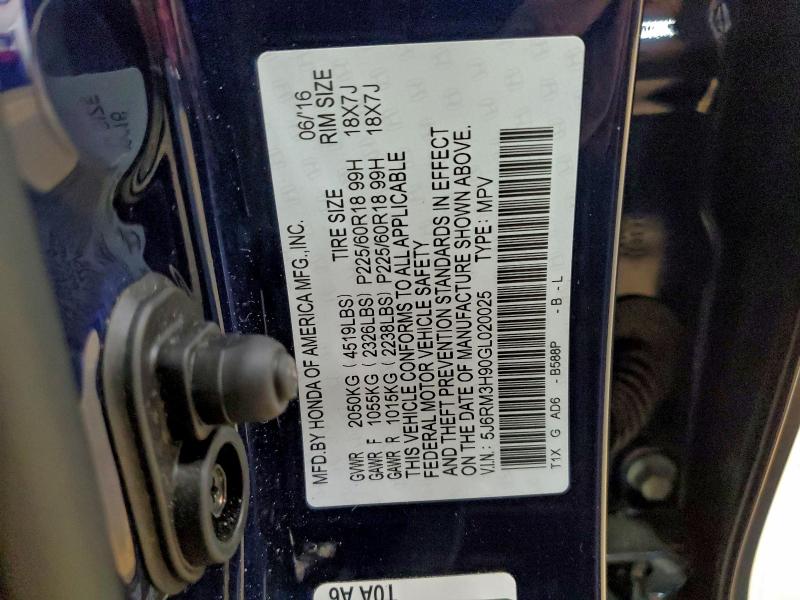 MFD.BY HONDA OF AMERICA MFG.,INC. 06/'16
TIRE SIZE RIM SIZE
GVWR 2050KG (4519LBS)
GAWR F 1055KG (2326LBS) P225/60R18 99H 18X7J
GAWR R 1015KG (2238LBS) P225/60R18 99H 18X7J
THIS VEHICLE CONFORMS TO ALL APPLICABLE
FEDERAL MOTOR VEHICLE SAFETY
AND THEFT PREVENTION STANDARDS IN EFFECT
ON THE DATE OF MANUFACTURE SHOWN ABOVE.
V.I.N.: 5J6RM3H90GL020025 TYPE: MPV
T1X G AD6 - B588P - B - L
T0A A6